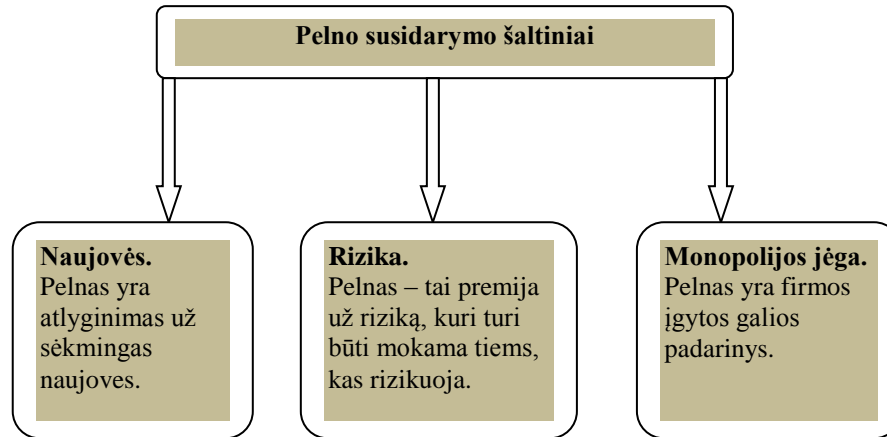 Pelno susidarymo šaltiniai
Naujovės.
Pelnas yra
atlyginimas už
sėkmingas
naujoves.
Rizika.
Pelnas – tai premija
už riziką, kuri turi
būti mokama tiems,
kas rizikuoja.
Monopolijos jėga.
Pelnas yra firmos
įgytos galios
padarinys.